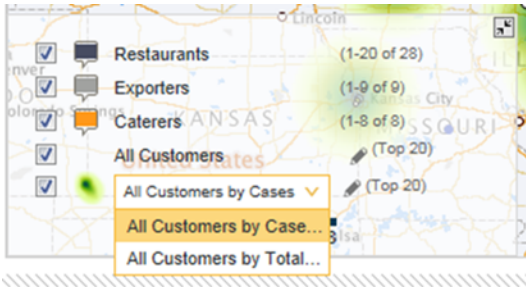 Lincoln
Restaurants (1-20 of 28)
Exporters (1-9 of 9)
Kansas City
Caterers (1-8 of 8)
KANSAS
All Customers (Top 20)
United States
All Customers by Cases (Top 20)
All Customers by Case...
All Customers by Total...